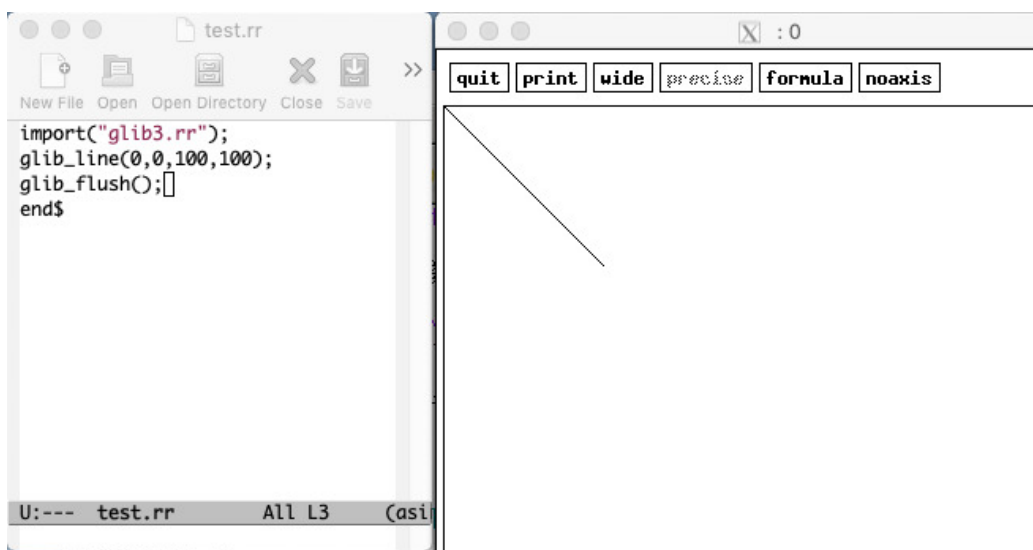 test.rr
New File Open Open Directory Close Save
>>
import("glib3.rr");
glib_line(0,0,100,100);
glib_flush();
end$
U:--- test.rr All L3 (asi
X : 0
quit print wide precise formula noaxis